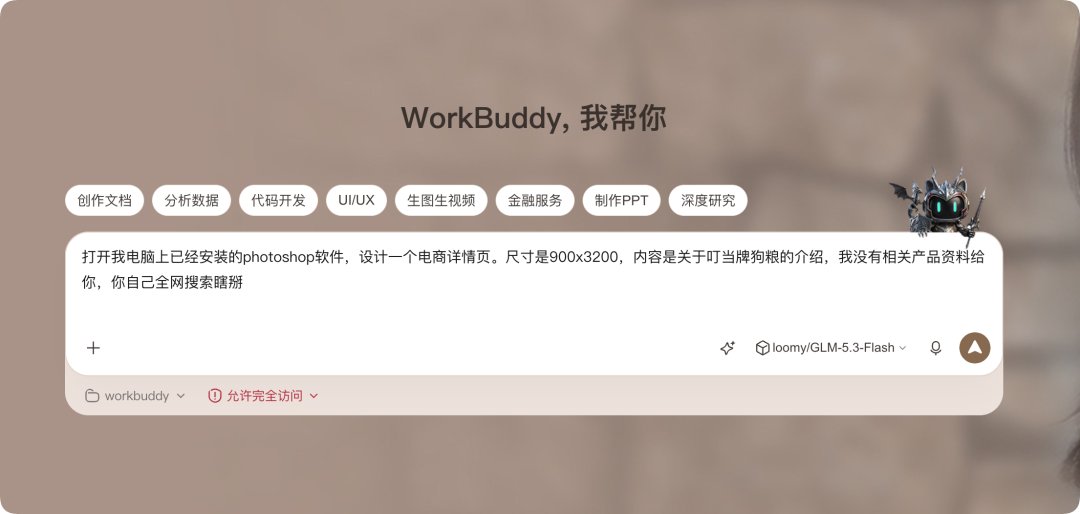 WorkBuddy, 我帮你
创作文档 分析数据 代码开发 UI/UX 生图生视频 金融服务 制作PPT 深度研究
打开我电脑上已经安装的photoshop软件，设计一个电商详情页。尺寸是900x3200，内容是关于叮当牌狗粮的介绍，我没有相关产品资料给
你，你自己全网搜索瞎掰
loomy/GLM-5.3-Flash
workbuddy 允许完全访问